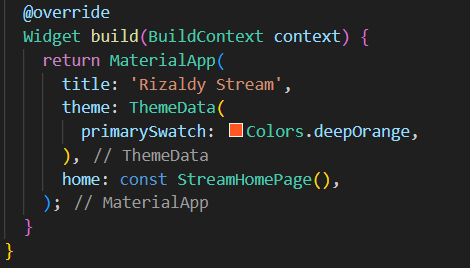 @override
Widget build(BuildContext context) {
return MaterialApp(
title: 'Rizaldy Stream',
theme: ThemeData(
primarySwatch: Colors.deepOrange,
), // ThemeData
home: const StreamHomePage(),
); // MaterialApp
}
}